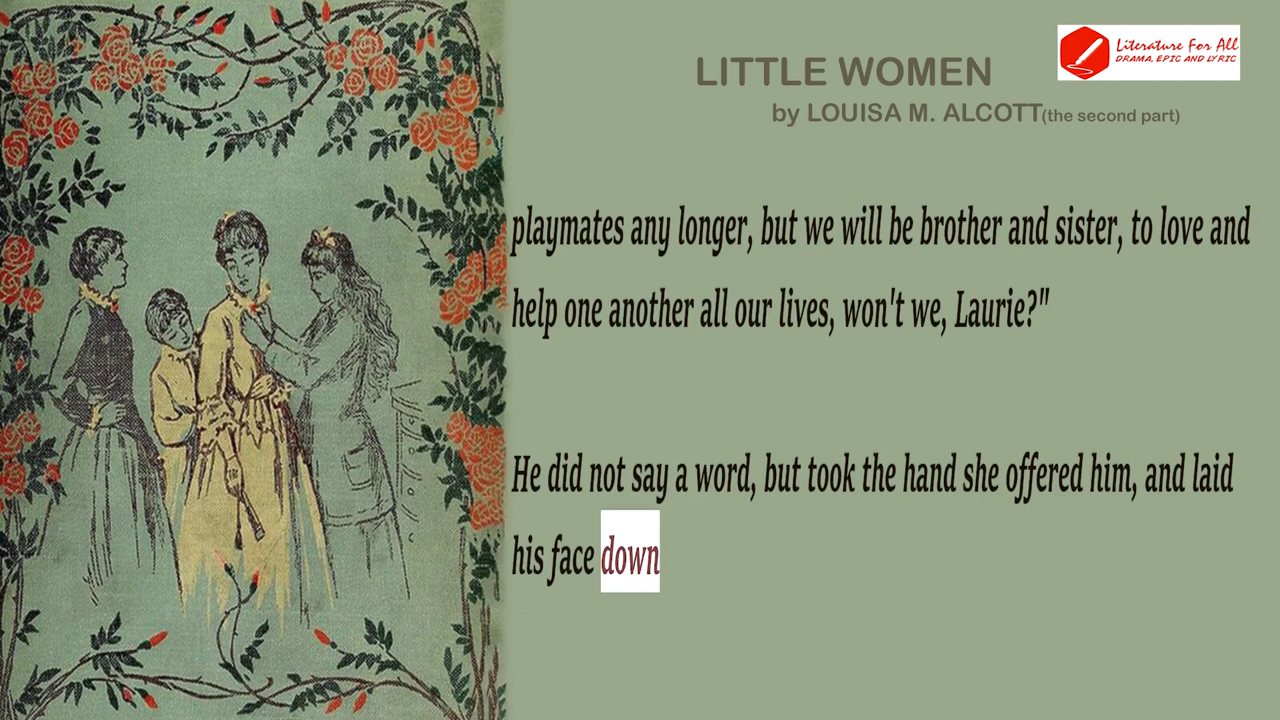 LITTLE WOMEN
by LOUISA M. ALCOTT(the second part)
Literature For All
DRAMA, EPIC AND LYRIC
playmates any longer, but we will be brother and sister, to love and
help one another all our lives, won't we, Laurie?"
He did not say a word, but took the hand she offered him, and laid
his face down